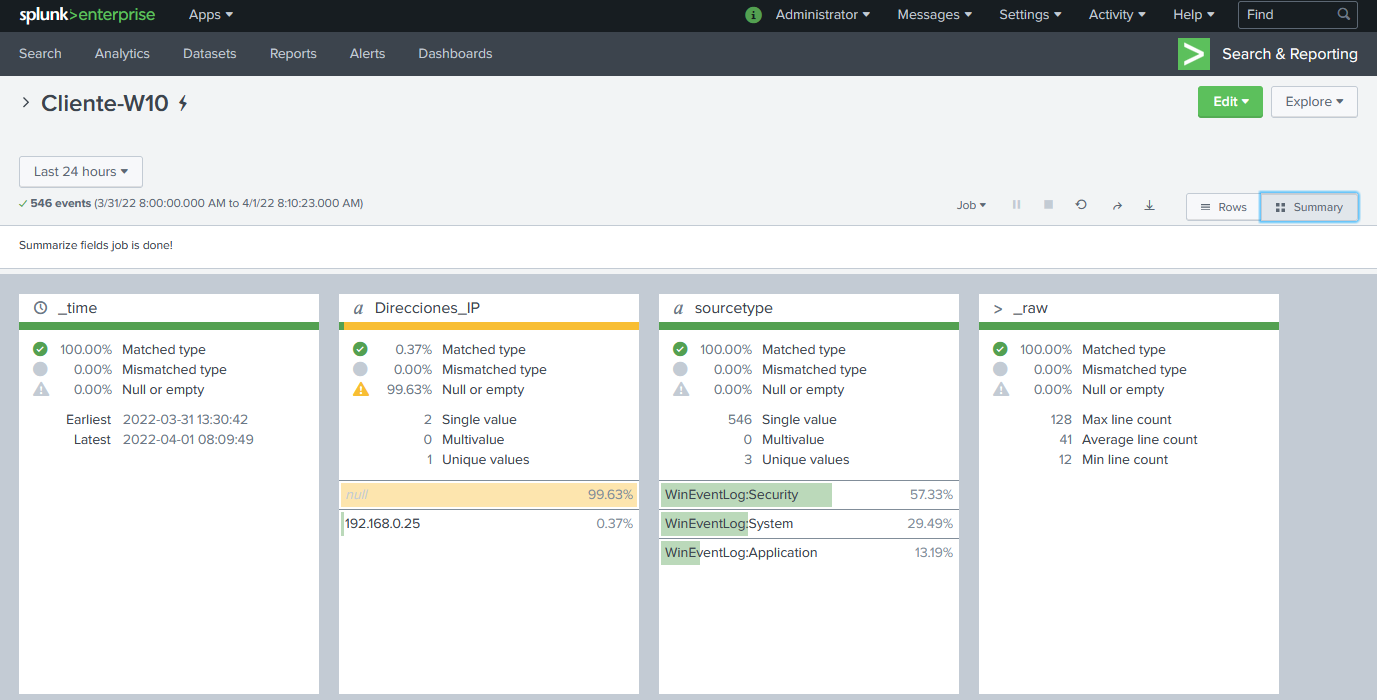 splunk>enterprise Apps i Administrator Messages Settings Activity Help Find
Search Analytics Datasets Reports Alerts Dashboards > Search & Reporting
> Cliente-W10 Edit Explore
Last 24 hours
✓ 546 events (3/31/22 8:00:00.000 AM to 4/1/22 8:10:23.000 AM) Job Rows Summary
Summarize fields job is done!
_time
100.00% Matched type
0.00% Mismatched type
0.00% Null or empty
Earliest 2022-03-31 13:30:42
Latest 2022-04-01 08:09:49
a Direcciones_IP
0.37% Matched type
0.00% Mismatched type
99.63% Null or empty
2 Single value
0 Multivalue
1 Unique values
null 99.63%
192.168.0.25 0.37%
a sourcetype
100.00% Matched type
0.00% Mismatched type
0.00% Null or empty
546 Single value
0 Multivalue
3 Unique values
WinEventLog:Security 57.33%
WinEventLog:System 29.49%
WinEventLog:Application 13.19%
> _raw
100.00% Matched type
0.00% Mismatched type
0.00% Null or empty
128 Max line count
41 Average line count
12 Min line count